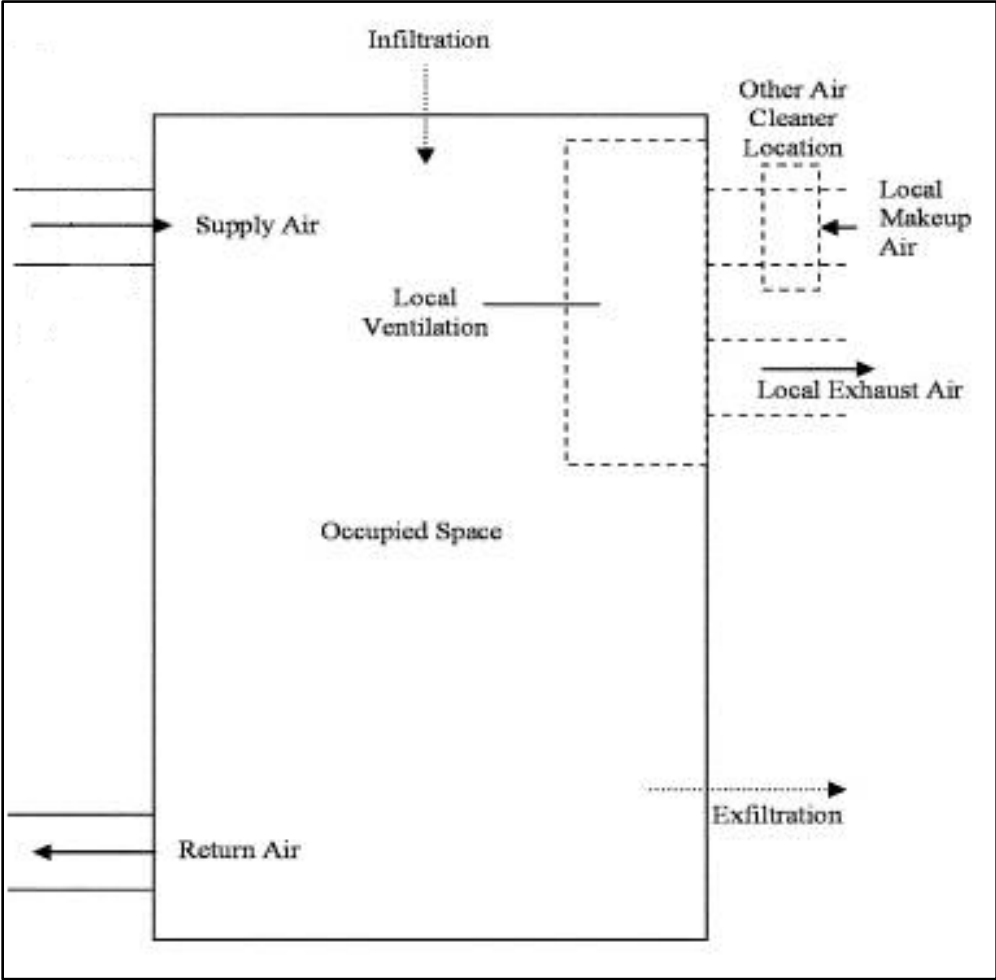 Infiltration
Other Air
Cleaner
Location
Local
Makeup
Air
Supply Air
Local
Ventilation
Local Exhaust Air
Occupied Space
Exfiltration
Return Air